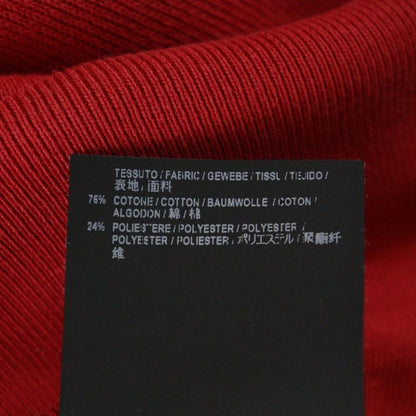 TESSUTO / FABRIC / GEWEBE / TISSU / TEJIDO /
表地 / 面料
76% COTONE / COTTON / BAUMWOLLE / COTON /
ALGODON / 綿 / 棉
24% POLIESTERE / POLYESTER / POLYESTER /
POLYESTER / POLIESTER / ポリエステル / 聚酯纤
维